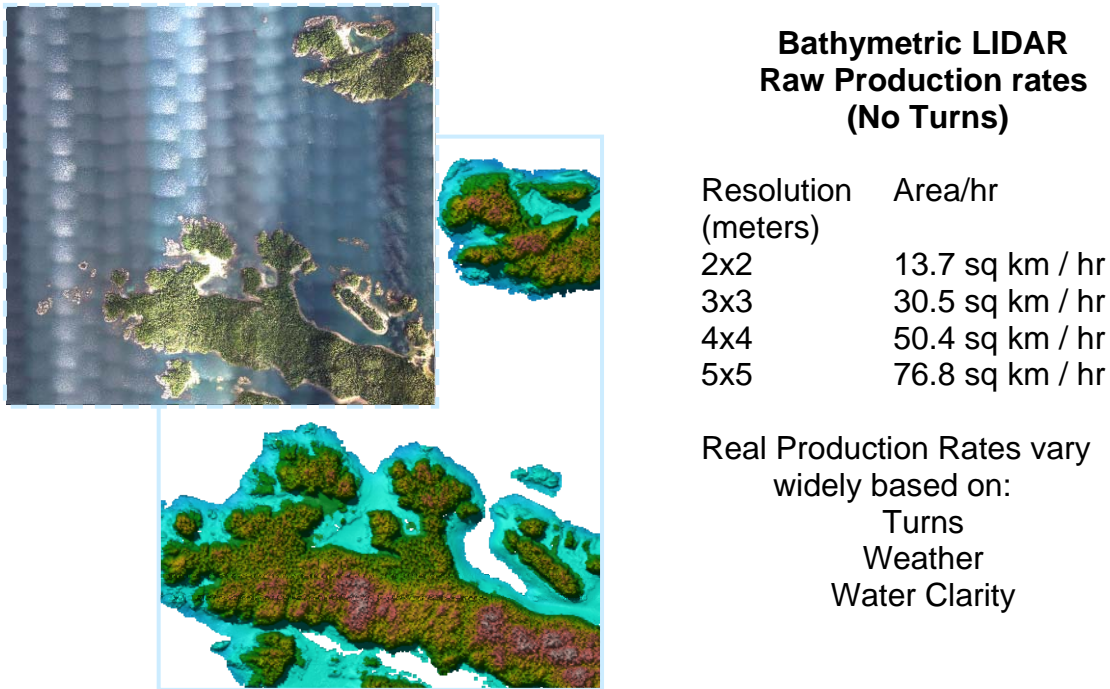 Bathymetric LIDAR
Raw Production rates
(No Turns)
Resolution Area/hr
(meters)
2x2 13.7 sq km / hr
3x3 30.5 sq km / hr
4x4 50.4 sq km / hr
5x5 76.8 sq km / hr
Real Production Rates vary
widely based on:
Turns
Weather
Water Clarity